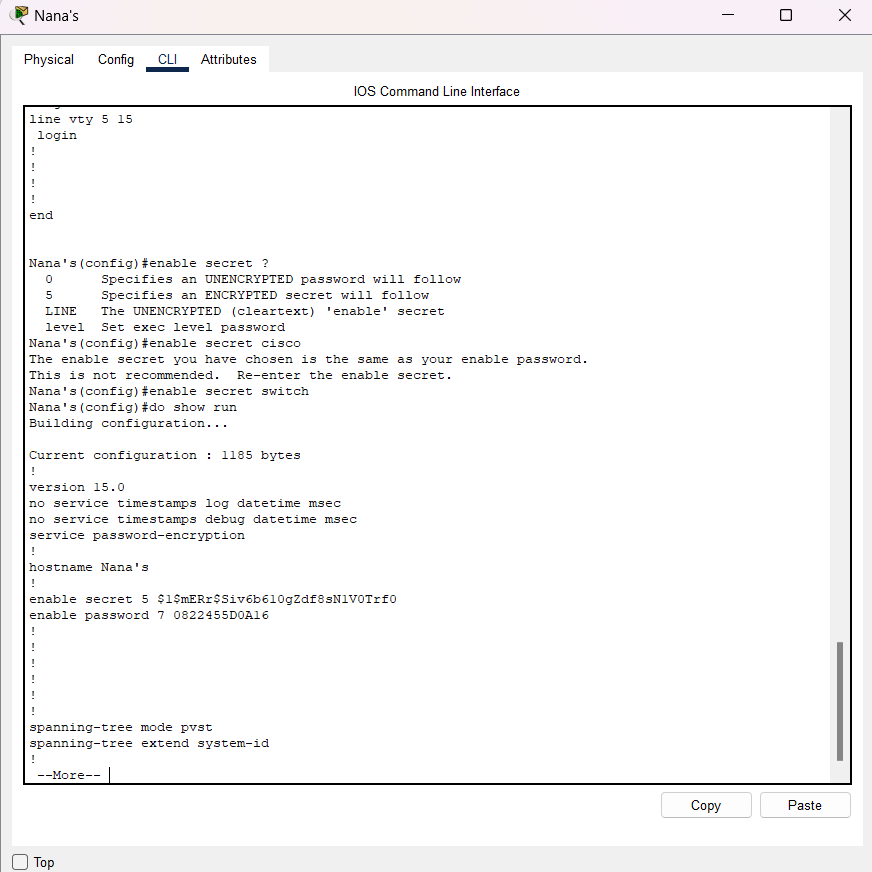 Nana's
Physical Config CLI Attributes
IOS Command Line Interface
line vty 5 15
 login
!
!
!
!
end
Nana's(config)#enable secret ?
  0      Specifies an UNENCRYPTED password will follow
  5      Specifies an ENCRYPTED secret will follow
  LINE   The UNENCRYPTED (cleartext) 'enable' secret
  level  Set exec level password
Nana's(config)#enable secret cisco
The enable secret you have chosen is the same as your enable password.
This is not recommended.  Re-enter the enable secret.
Nana's(config)#enable secret switch
Nana's(config)#do show run
Building configuration...
Current configuration : 1185 bytes
!
version 15.0
no service timestamps log datetime msec
no service timestamps debug datetime msec
service password-encryption
!
hostname Nana's
!
enable secret 5 $1$mERr$Siv6b610gZdf8sN1V0Trf0
enable password 7 0822455D0A16
!
!
!
!
!
!
spanning-tree mode pvst
spanning-tree extend system-id
!
 --More--
Copy Paste
Top